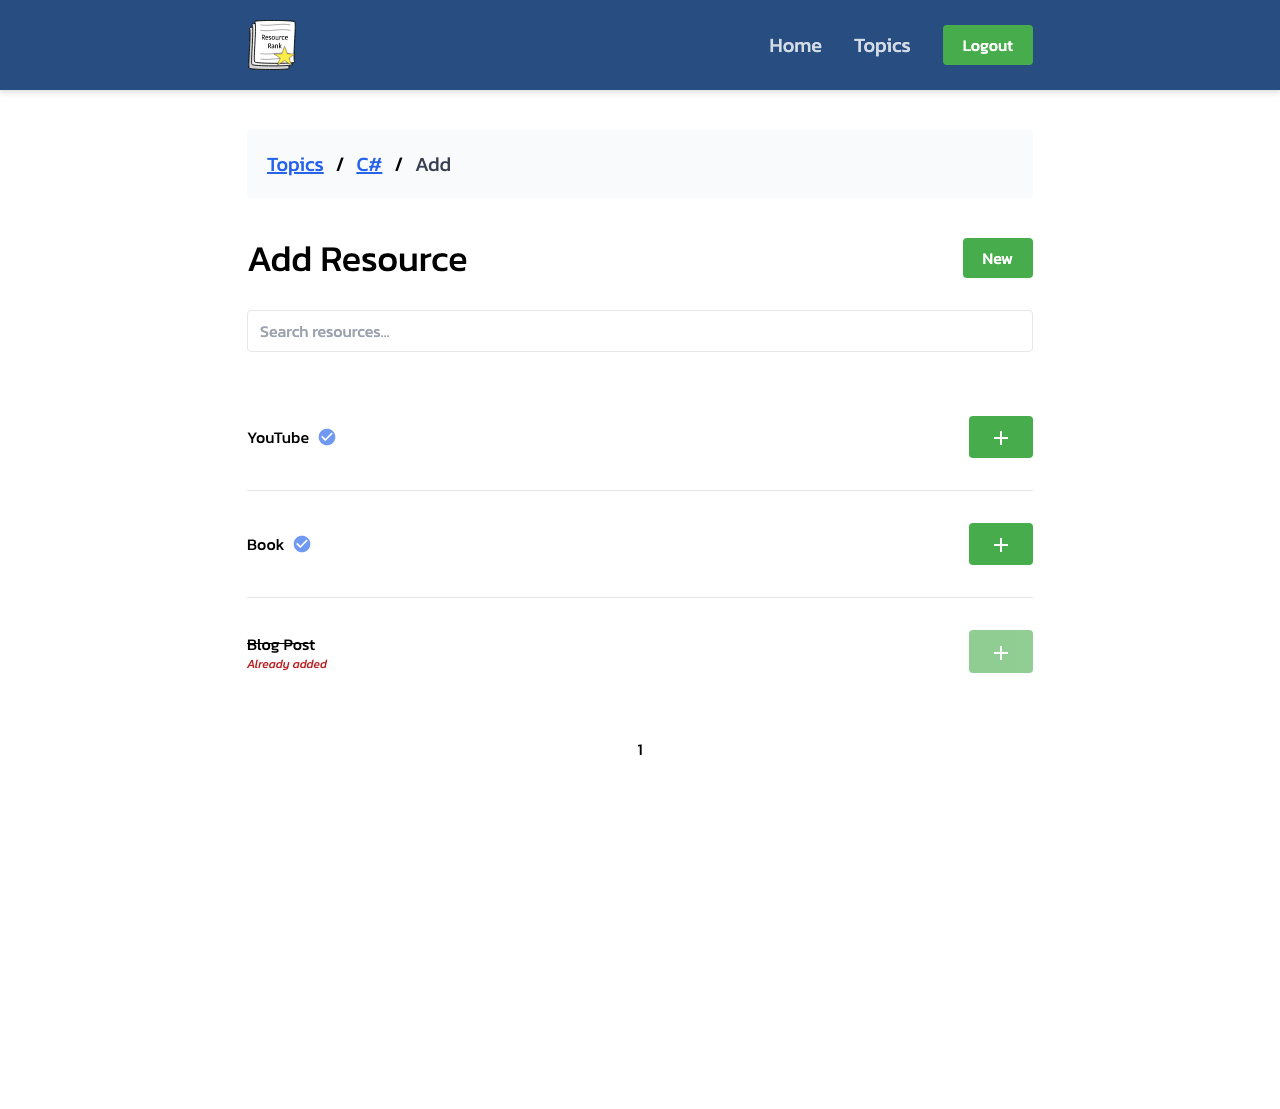 Resource
Rank
Home
Topics
Logout
Topics / C# / Add
Add Resource
New
Search resources...
YouTube
Book
Blog Post
Already added
1